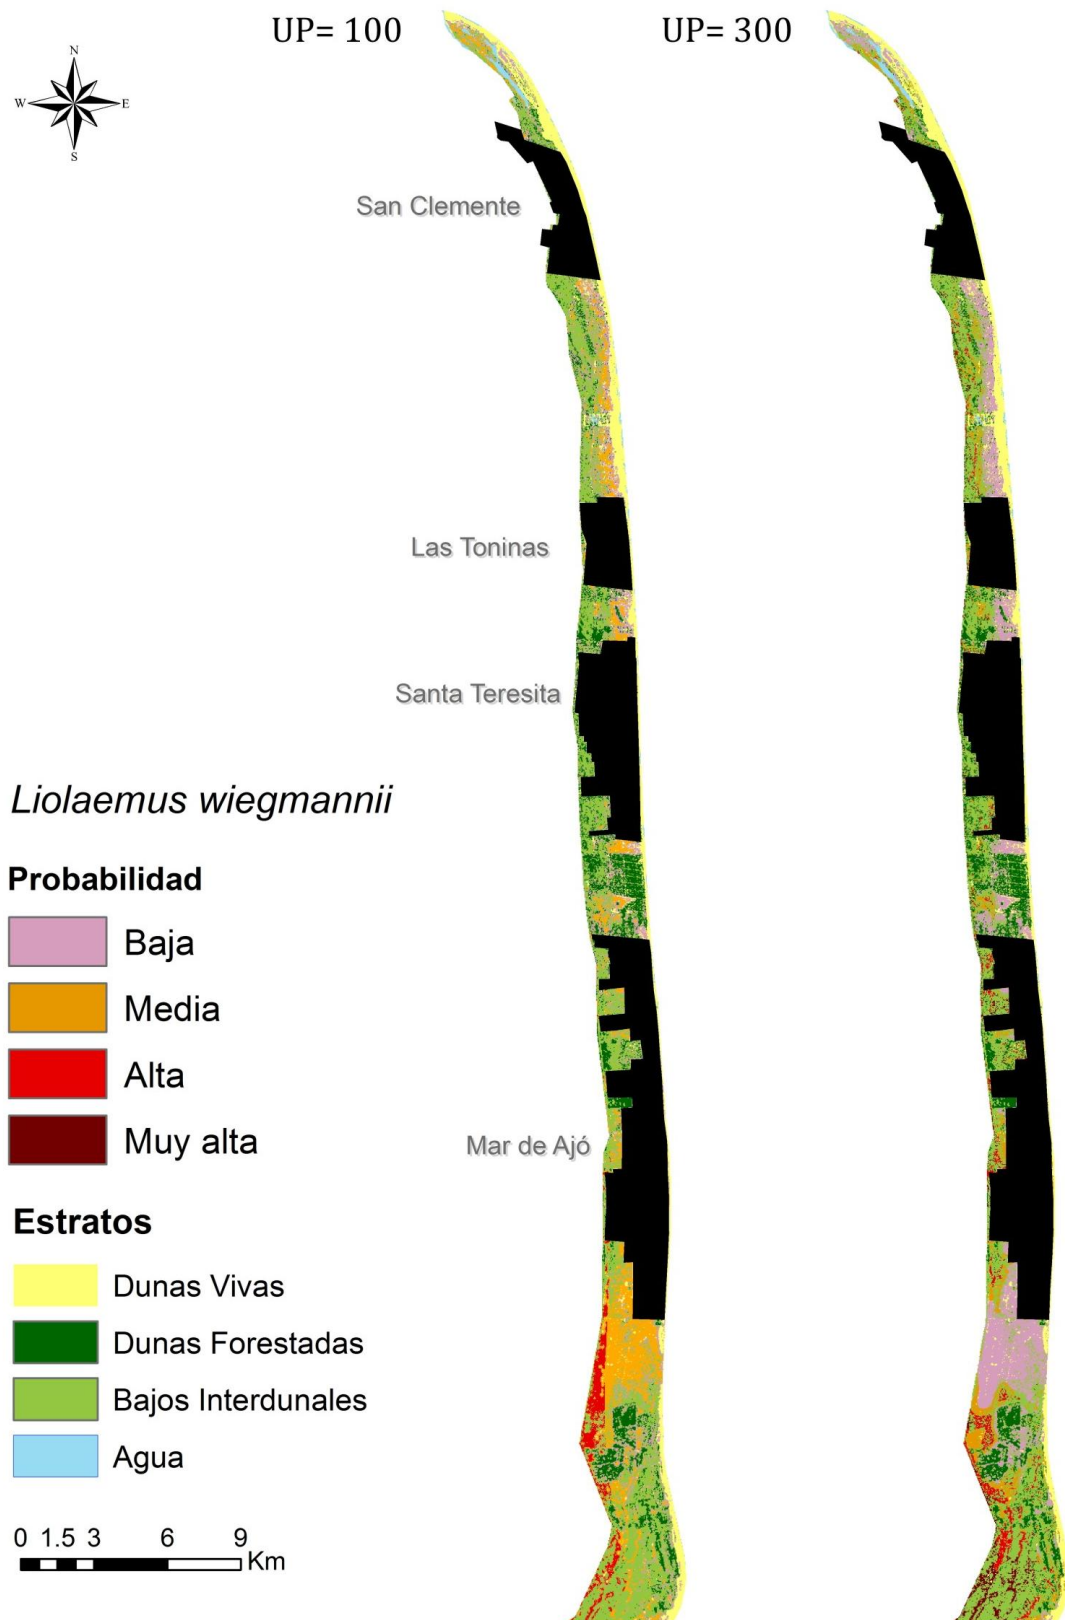 UP= 100
UP= 300
N
W
E
S
San Clemente
Las Toninas
Santa Teresita
Liolaemus wiegmannii
Probabilidad
Baja
Media
Alta
Muy alta
Mar de Ajó
Estratos
Dunas Vivas
Dunas Forestadas
Bajos Interdunales
Agua
0 1.5 3 6 9
Km